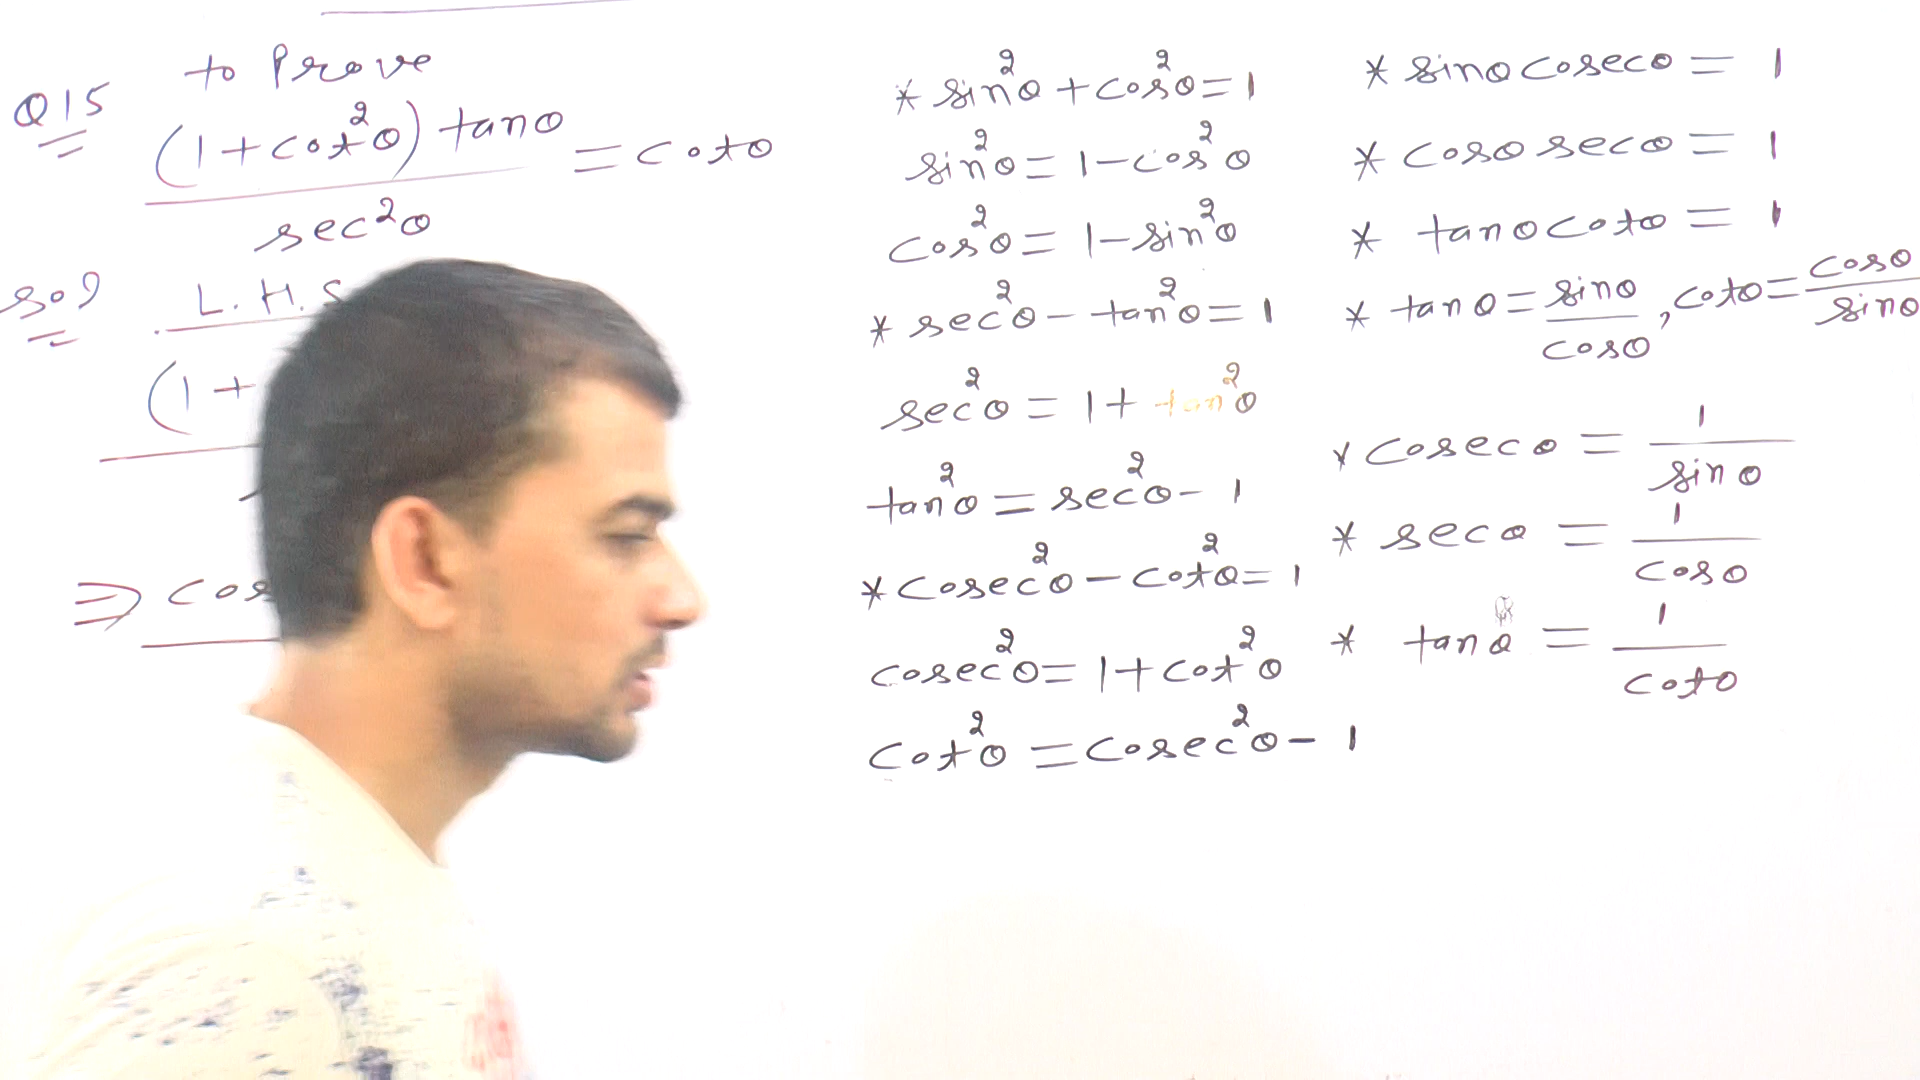 Q15 to Prove
(1+cot²θ) tanθ / sec²θ = cotθ
Sol L.H.S
(1+
⇒ cos
* sin²θ + cos²θ = 1
sin²θ = 1 - cos²θ
cos²θ = 1 - sin²θ
* sec²θ - tan²θ = 1
sec²θ = 1 + tan²θ
tan²θ = sec²θ - 1
* cosec²θ - cot²θ = 1
cosec²θ = 1 + cot²θ
cot²θ = cosec²θ - 1
* sinθ cosecθ = 1
* cosθ secθ = 1
* tanθ cotθ = 1
* tanθ = sinθ / cosθ , cotθ = cosθ / sinθ
* cosecθ = 1 / sinθ
* secθ = 1 / cosθ
* tanθ = 1 / cotθ